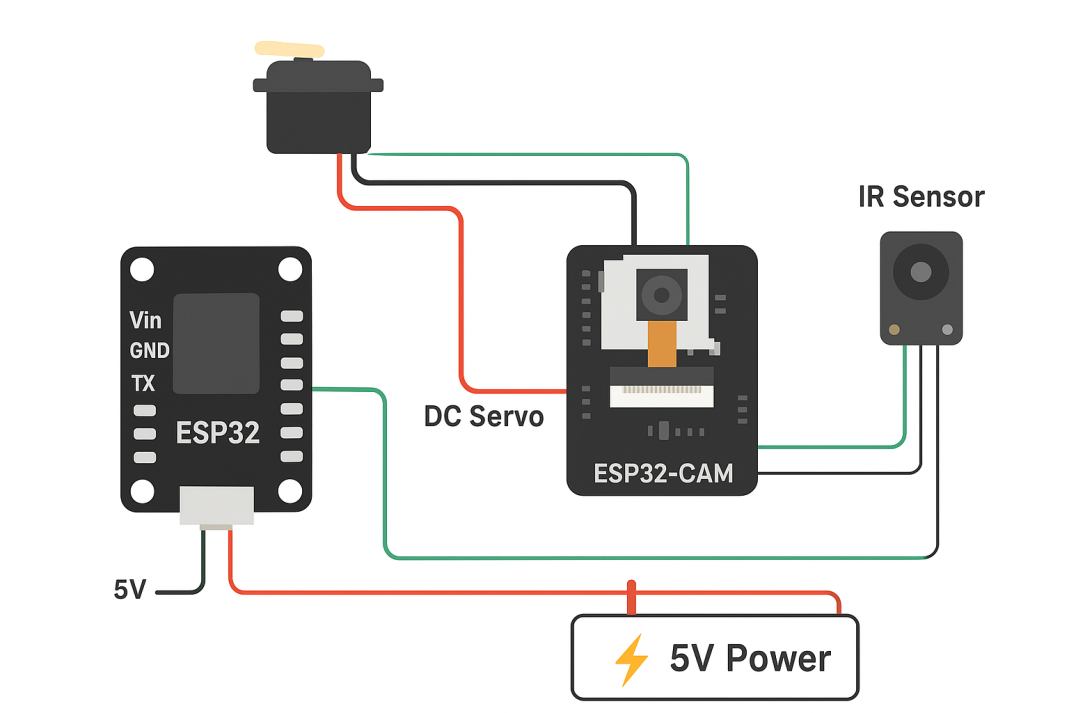 IR Sensor
Vin
GND
TX
ESP32
DC Servo
ESP32-CAM
5V
5V Power